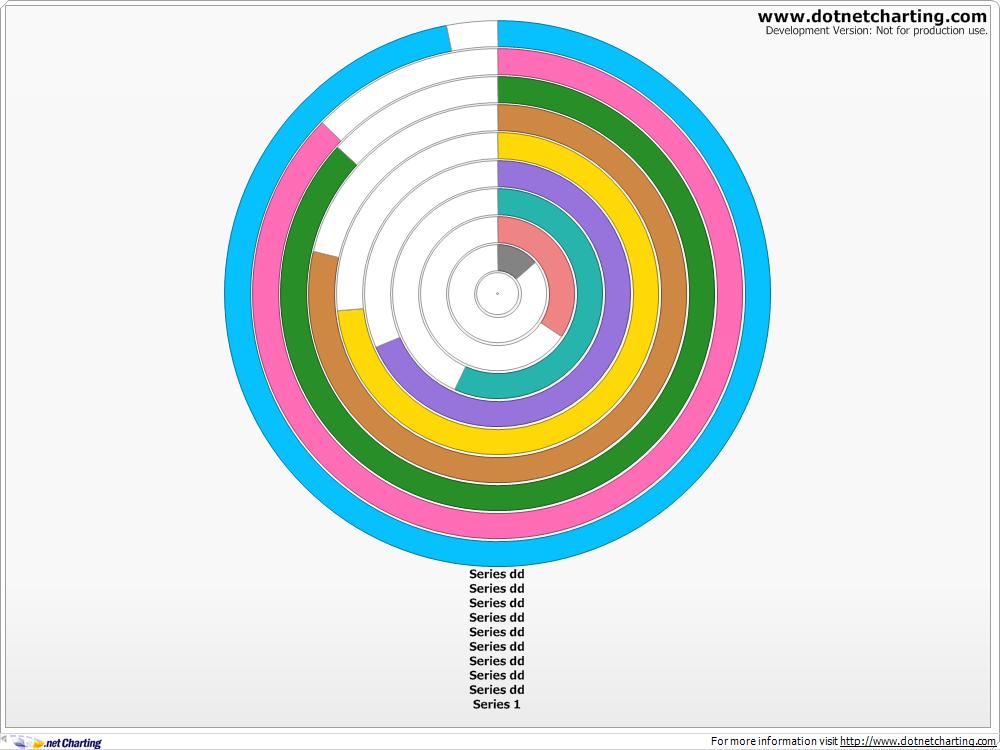 www.dotnetcharting.com
Development Version: Not for production use.
Series dd
Series dd
Series dd
Series dd
Series dd
Series dd
Series dd
Series dd
Series dd
Series 1
.net Charting
For more information visit http://www.dotnetcharting.com